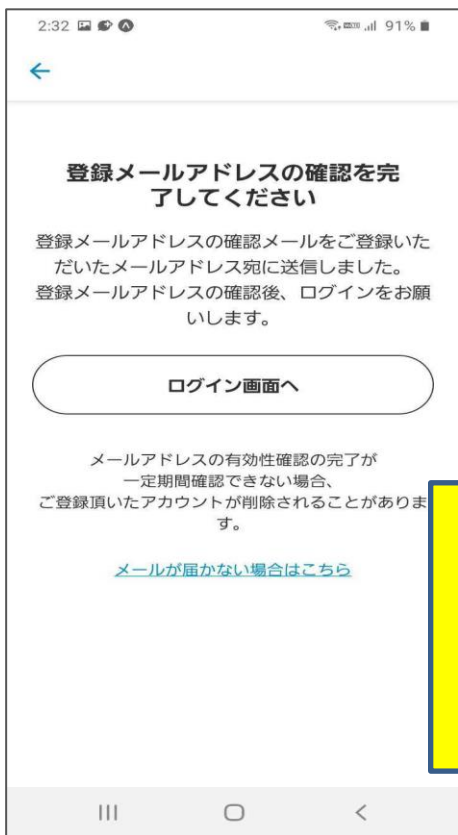 2:32 91%
登録メールアドレスの確認を完
了してください
登録メールアドレスの確認メールをご登録いた
だいたメールアドレス宛に送信しました。
登録メールアドレスの確認後、ログインをお願
いします。
ログイン画面へ
メールアドレスの有効性確認の完了が
一定期間確認できない場合、
ご登録頂いたアカウントが削除されることがありま
す。
メールが届かない場合はこちら